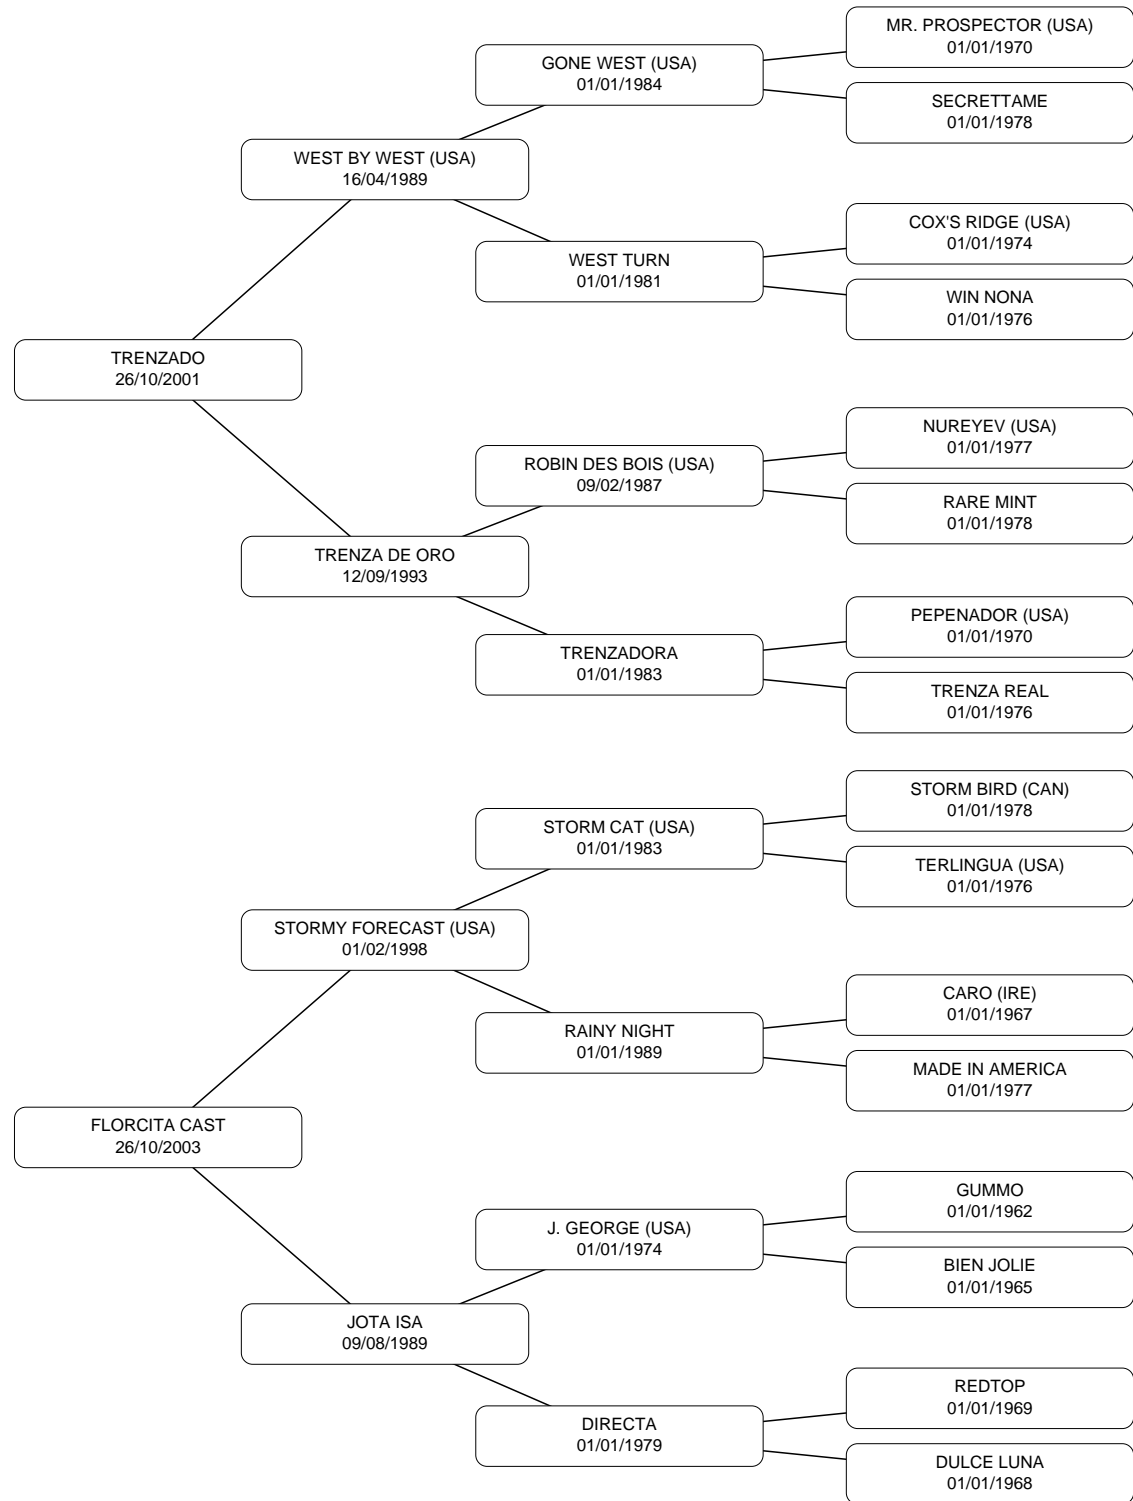 MR. PROSPECTOR (USA)
01/01/1970
GONE WEST (USA)
01/01/1984
SECRETTAME
01/01/1978
WEST BY WEST (USA)
16/04/1989
COX'S RIDGE (USA)
01/01/1974
WEST TURN
01/01/1981
WIN NONA
01/01/1976
TRENZADO
26/10/2001
NUREYEV (USA)
01/01/1977
ROBIN DES BOIS (USA)
09/02/1987
RARE MINT
01/01/1978
TRENZA DE ORO
12/09/1993
PEPENADOR (USA)
01/01/1970
TRENZADORA
01/01/1983
TRENZA REAL
01/01/1976
STORM BIRD (CAN)
01/01/1978
STORM CAT (USA)
01/01/1983
TERLINGUA (USA)
01/01/1976
STORMY FORECAST (USA)
01/02/1998
CARO (IRE)
01/01/1967
RAINY NIGHT
01/01/1989
MADE IN AMERICA
01/01/1977
FLORCITA CAST
26/10/2003
GUMMO
01/01/1962
J. GEORGE (USA)
01/01/1974
BIEN JOLIE
01/01/1965
JOTA ISA
09/08/1989
REDTOP
01/01/1969
DIRECTA
01/01/1979
DULCE LUNA
01/01/1968